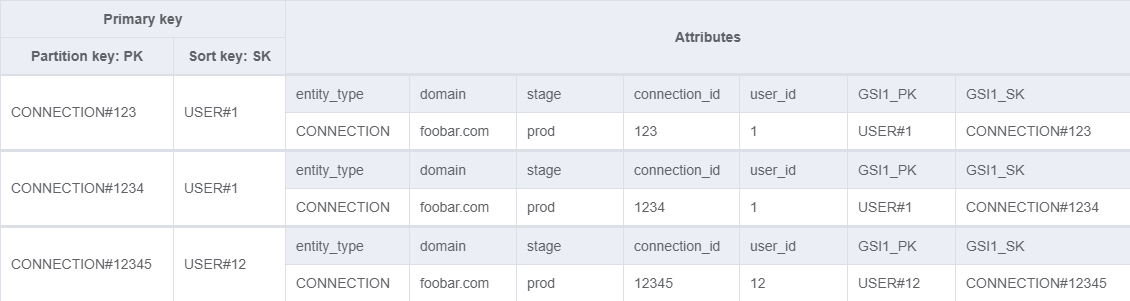 Primary key
Attributes
Partition key: PK Sort key: SK
entity_type domain stage connection_id user_id GSI1_PK GSI1_SK
CONNECTION#123 USER#1
CONNECTION foobar.com prod 123 1 USER#1 CONNECTION#123
entity_type domain stage connection_id user_id GSI1_PK GSI1_SK
CONNECTION#1234 USER#1
CONNECTION foobar.com prod 1234 1 USER#1 CONNECTION#1234
entity_type domain stage connection_id user_id GSI1_PK GSI1_SK
CONNECTION#12345 USER#12
CONNECTION foobar.com prod 12345 12 USER#12 CONNECTION#12345